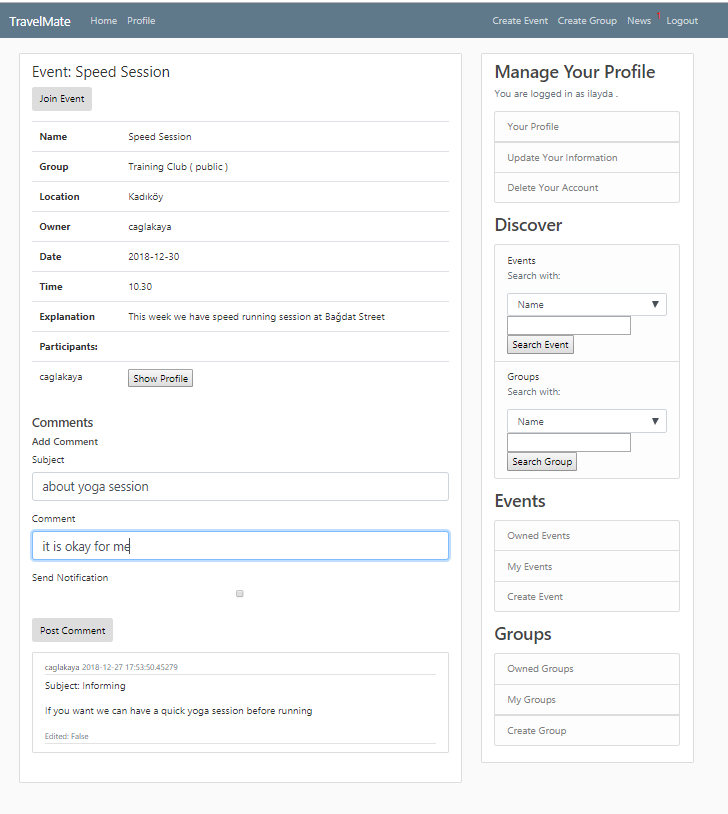 TravelMate Home Profile Create Event Create Group News Logout
Event: Speed Session
Join Event
Name Speed Session
Group Training Club ( public )
Location Kadıköy
Owner caglakaya
Date 2018-12-30
Time 10.30
Explanation This week we have speed running session at Bağdat Street
Participants:
caglakaya Show Profile
Comments
Add Comment
Subject
about yoga session
Comment
it is okay for me
Send Notification
Post Comment
caglakaya 2018-12-27 17:53:50.45279
Subject: Informing
If you want we can have a quick yoga session before running
Edited: False
Manage Your Profile
You are logged in as ilayda .
Your Profile
Update Your Information
Delete Your Account
Discover
Events
Search with:
Name
Search Event
Groups
Search with:
Name
Search Group
Events
Owned Events
My Events
Create Event
Groups
Owned Groups
My Groups
Create Group